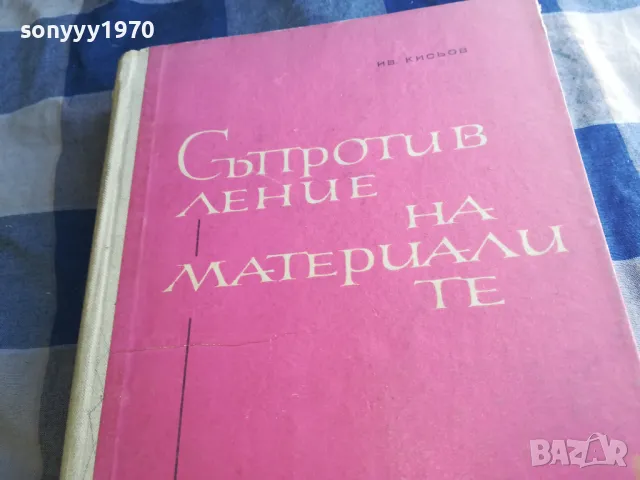 sonyyy1970
ИВ. КИСЬОВ
СЪПРОТИВ
ЛЕНИЕ
НА
МАТЕРИАЛИ
ТЕ
BAZAR